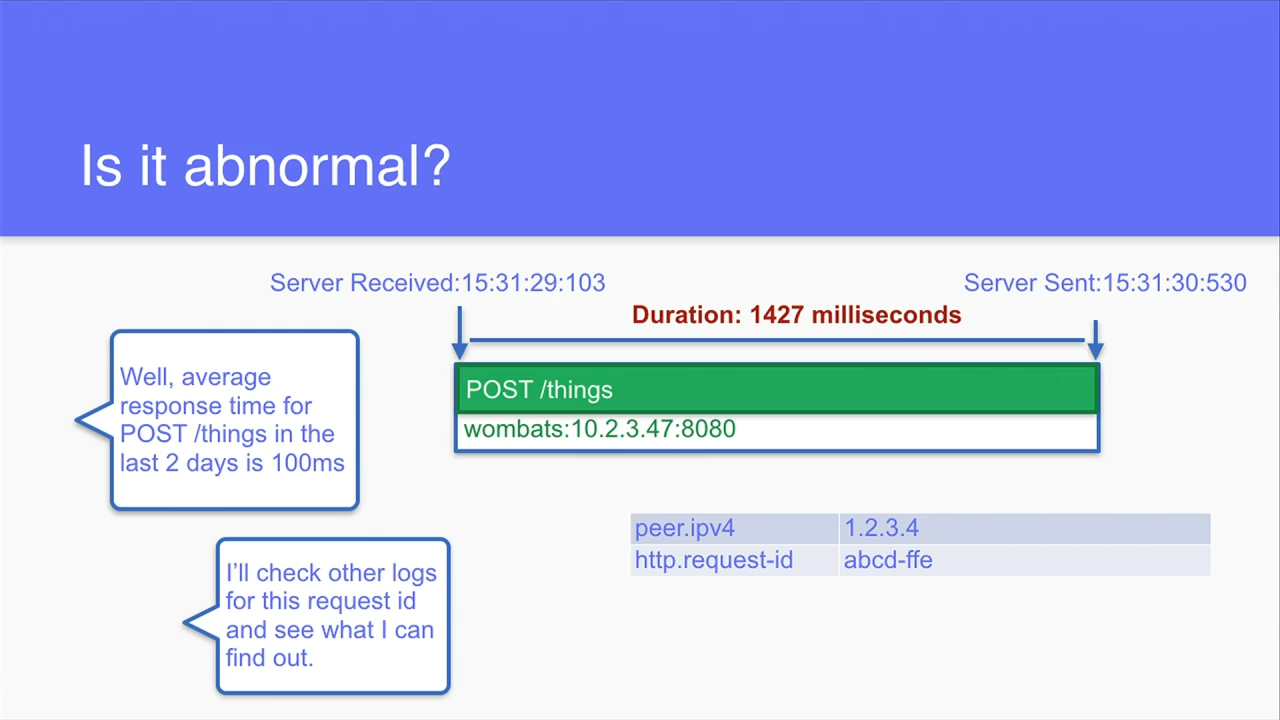 Is it abnormal?
Server Received:15:31:29:103
Server Sent:15:31:30:530
Duration: 1427 milliseconds
POST /things
wombats:10.2.3.47:8080
Well, average
response time for
POST /things in the
last 2 days is 100ms
peer.ipv4 1.2.3.4
http.request-id abcd-ffe
I’ll check other logs
for this request id
and see what I can
find out.